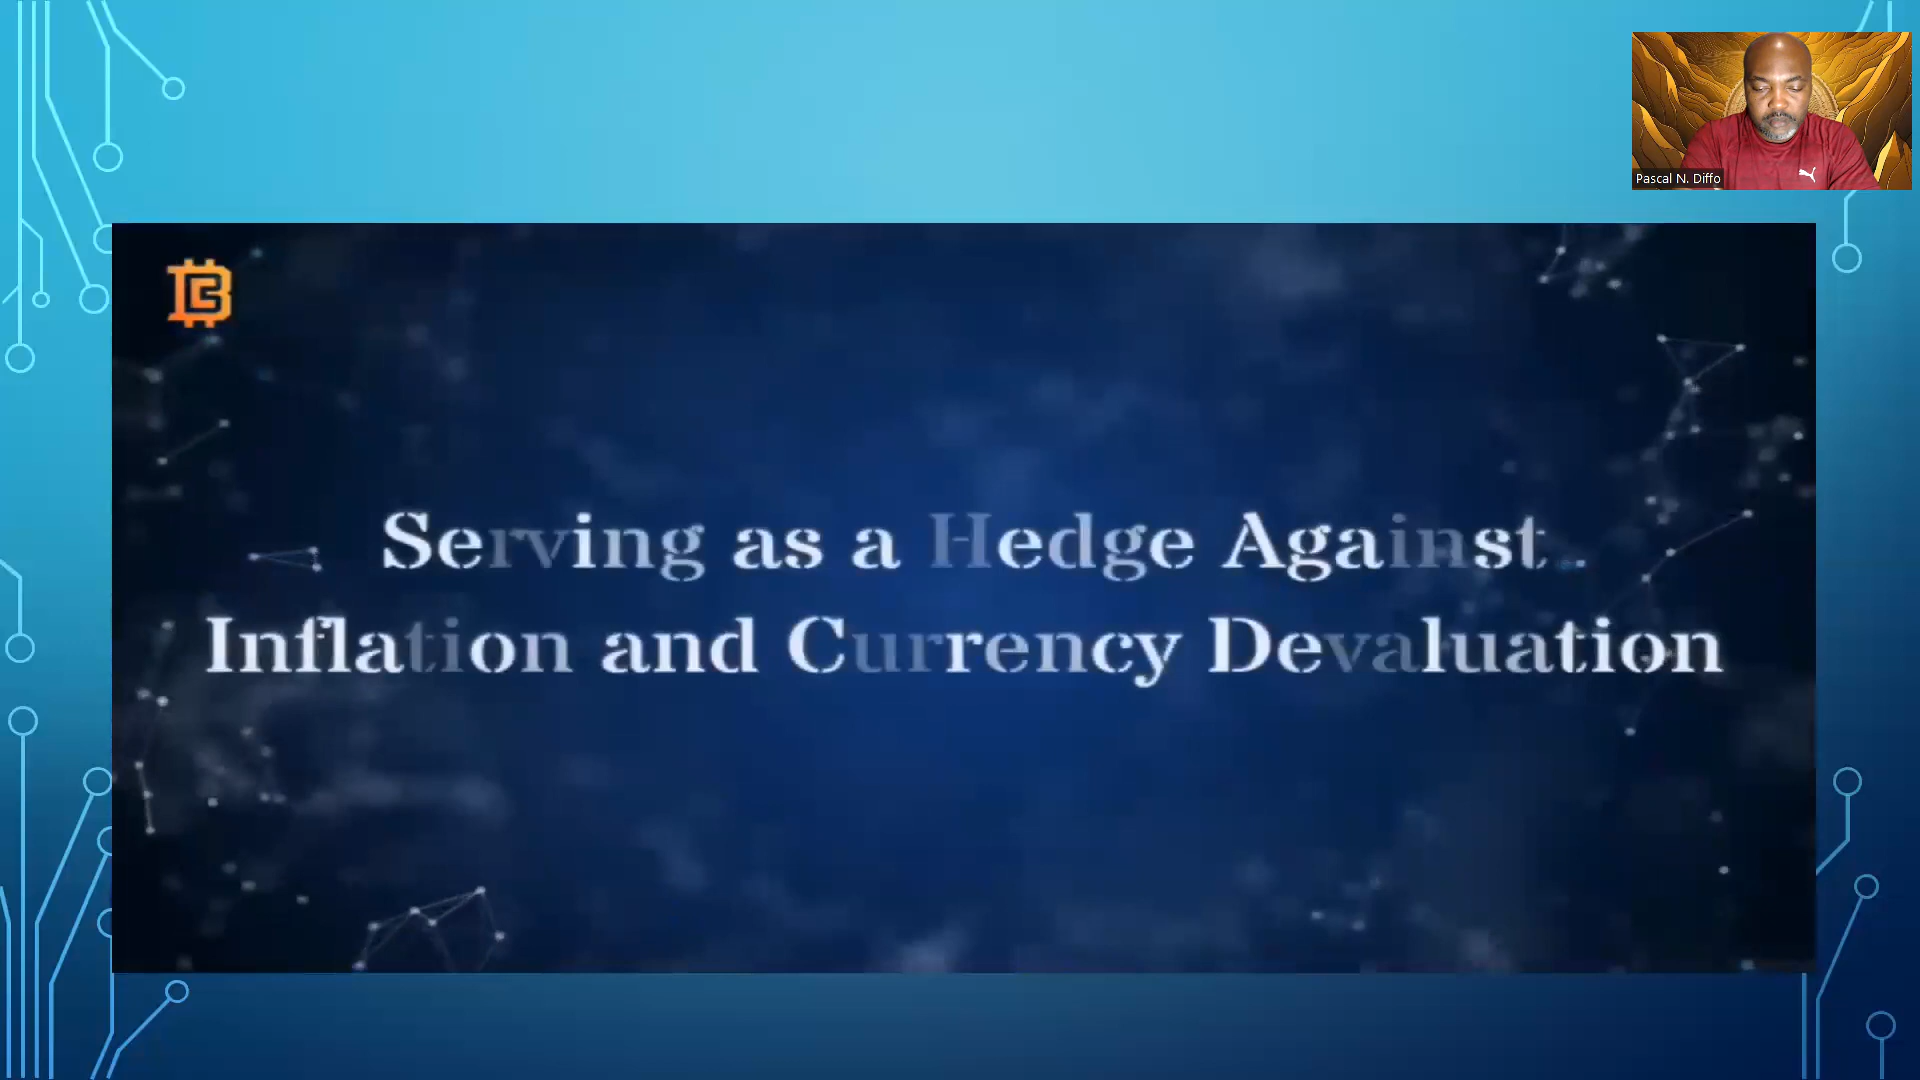 Pascal N. Diffo
Serving as a Hedge Against
Inflation and Currency Devaluation